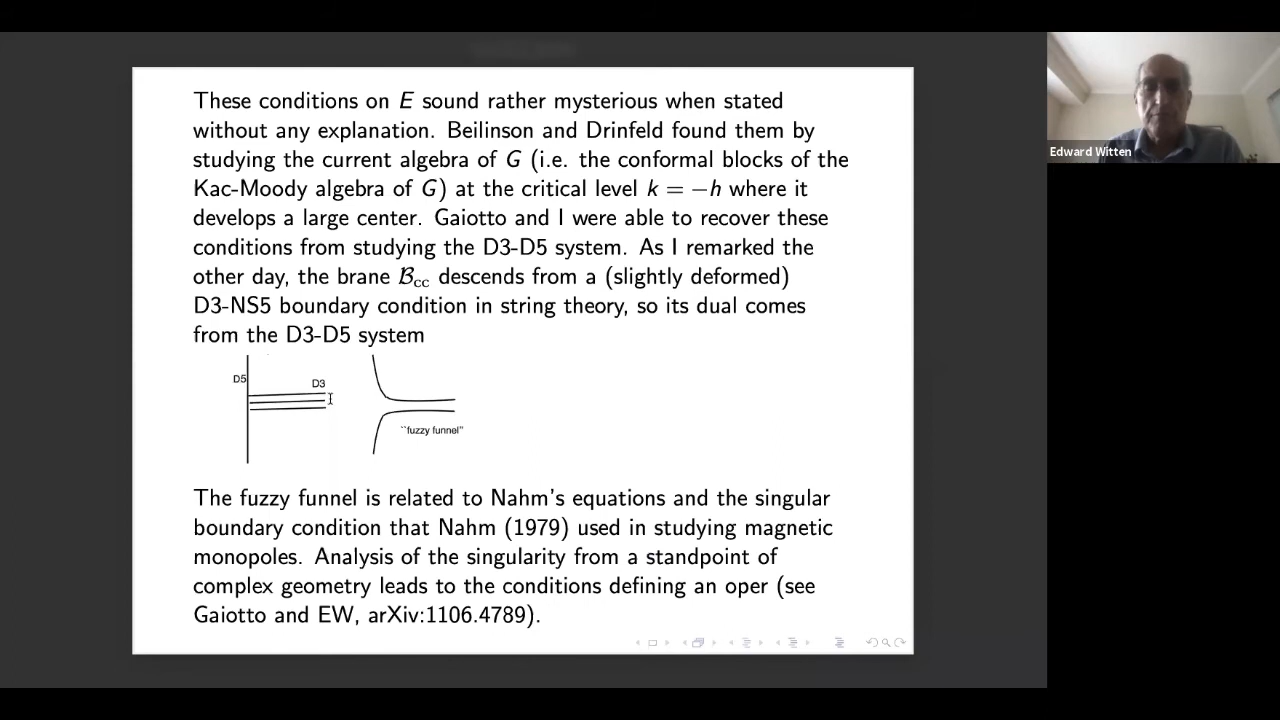 These conditions on E sound rather mysterious when stated
without any explanation. Beilinson and Drinfeld found them by
studying the current algebra of G (i.e. the conformal blocks of the
Kac-Moody algebra of G) at the critical level k = −h where it
develops a large center. Gaiotto and I were able to recover these
conditions from studying the D3-D5 system. As I remarked the
other day, the brane ℬcc descends from a (slightly deformed)
D3-NS5 boundary condition in string theory, so its dual comes
from the D3-D5 system
D5
D3
``fuzzy funnel"
The fuzzy funnel is related to Nahm's equations and the singular
boundary condition that Nahm (1979) used in studying magnetic
monopoles. Analysis of the singularity from a standpoint of
complex geometry leads to the conditions defining an oper (see
Gaiotto and EW, arXiv:1106.4789).
Edward Witten